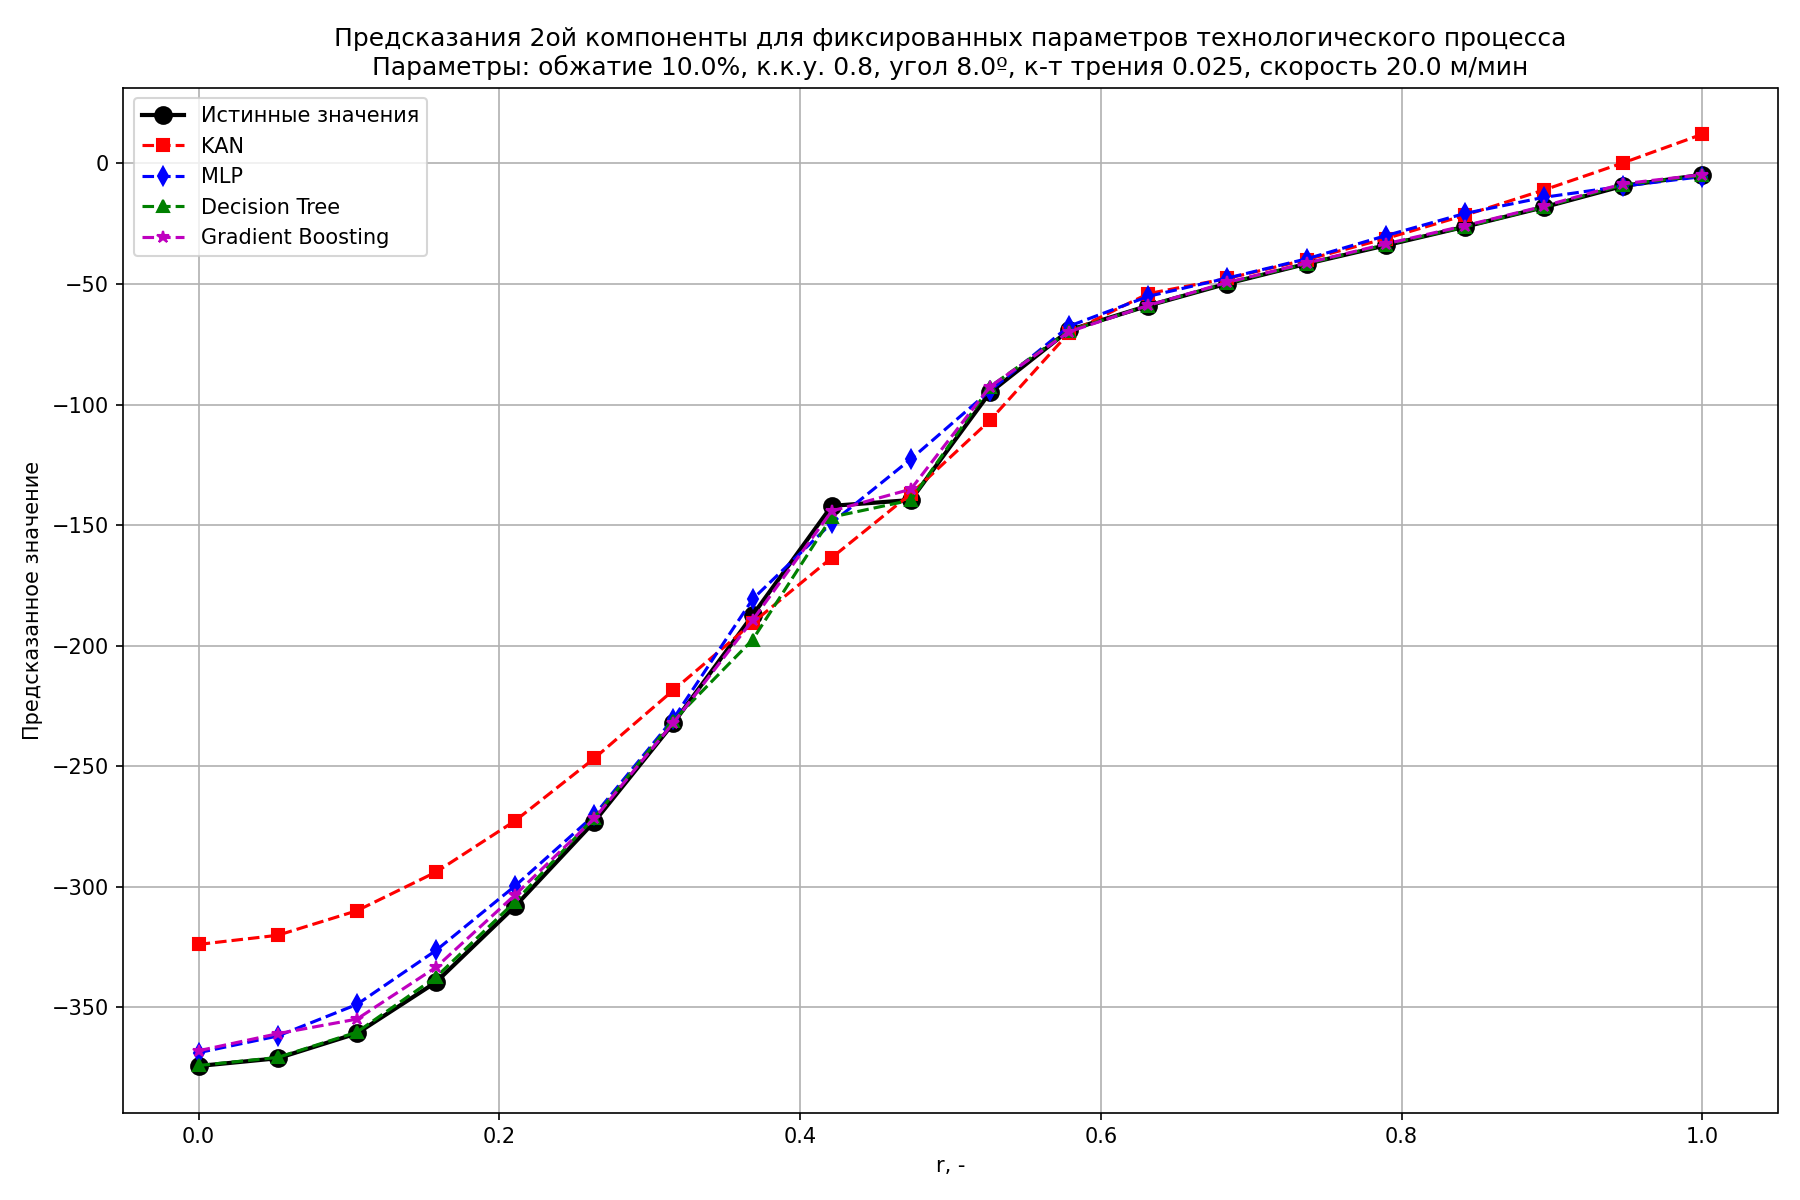 Предсказания 2ой компоненты для фиксированных параметров технологического процесса
Параметры: обжатие 10.0%, к.к.у. 0.8, угол 8.0º, к-т трения 0.025, скорость 20.0 м/мин
Истинные значения
KAN
MLP
Decision Tree
Gradient Boosting
Предсказанное значение
0
−50
−100
−150
−200
−250
−300
−350
0.0
0.2
0.4
0.6
0.8
1.0
r, -